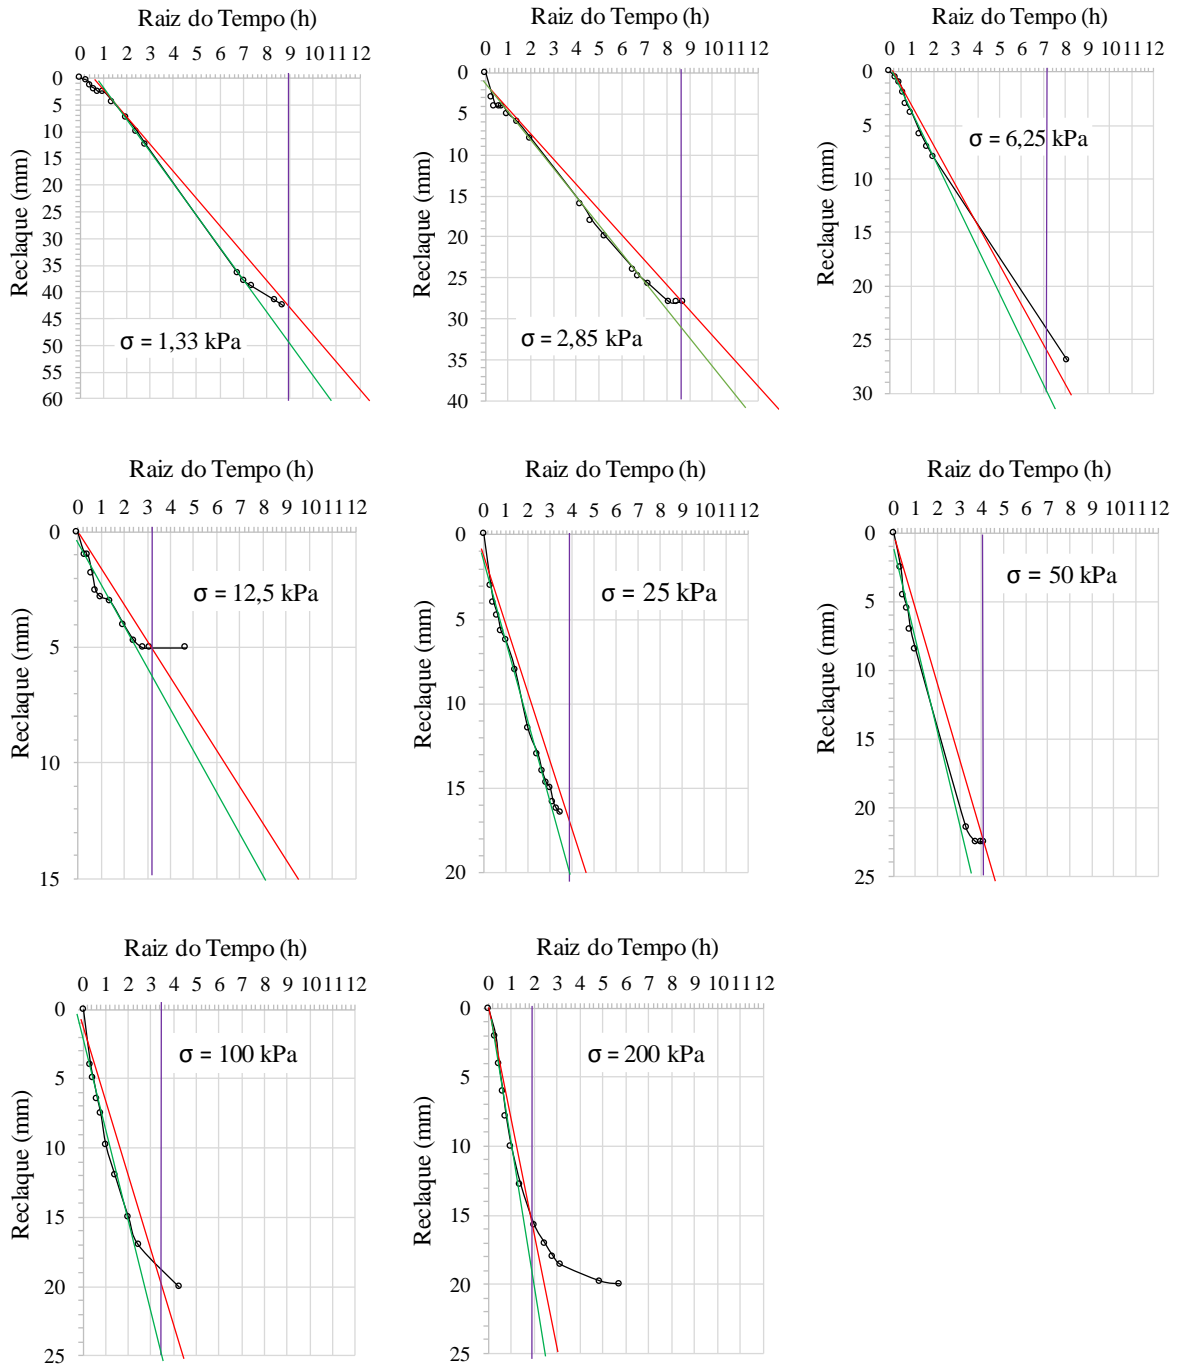 Raiz do Tempo (h)
0 1 2 3 4 5 6 7 8 9 10 11 12
Reclaque (mm)
0
5
10
15
20
25
30
35
40
45
50
55
60
σ = 1,33 kPa
Raiz do Tempo (h)
0 1 2 3 4 5 6 7 8 9 10 11 12
Reclaque (mm)
0
5
10
15
20
25
30
35
40
σ = 2,85 kPa
Raiz do Tempo (h)
0 1 2 3 4 5 6 7 8 9 10 11 12
Reclaque (mm)
0
5
10
15
20
25
30
σ = 6,25 kPa
Raiz do Tempo (h)
0 1 2 3 4 5 6 7 8 9 10 11 12
Reclaque (mm)
0
5
10
15
σ = 12,5 kPa
Raiz do Tempo (h)
0 1 2 3 4 5 6 7 8 9 10 11 12
Reclaque (mm)
0
5
10
15
20
σ = 25 kPa
Raiz do Tempo (h)
0 1 2 3 4 5 6 7 8 9 10 11 12
Reclaque (mm)
0
5
10
15
20
25
σ = 50 kPa
Raiz do Tempo (h)
0 1 2 3 4 5 6 7 8 9 10 11 12
Reclaque (mm)
0
5
10
15
20
25
σ = 100 kPa
Raiz do Tempo (h)
0 1 2 3 4 5 6 7 8 9 10 11 12
Reclaque (mm)
0
5
10
15
20
25
σ = 200 kPa